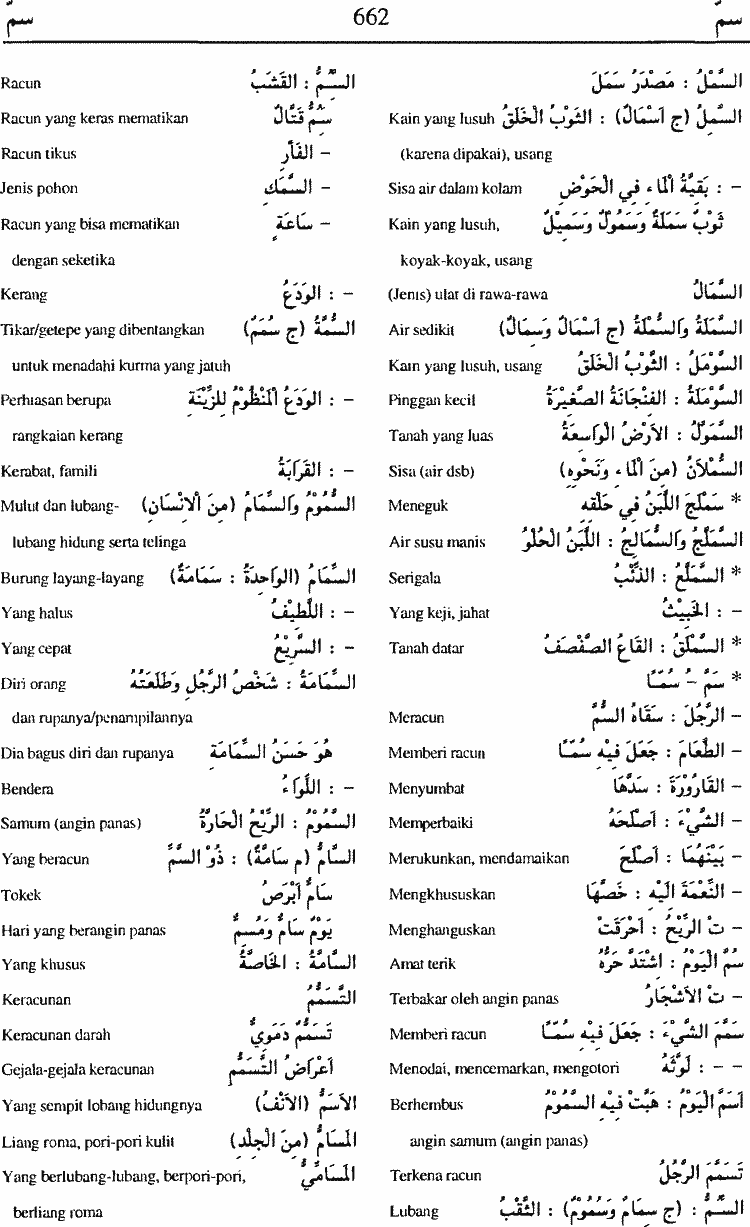 سمّ 662 سمّ
السَّمْلُ : مَصْدَرُ سَمَلَ
السَّمِلُ (ج أَسْمَالٌ) : الثَّوْبُ الْخَلَقُ Kain yang lusuh
(karena dipakai), usang
– : بَقِيَّةُ الْمَاءِ فِي الْحَوْضِ Sisa air dalam kolam
ثَوْبٌ سَمَلَةٌ وَسَمُولٌ وَسَمِيْلٌ Kain yang lusuh,
koyak-koyak, usang
السَّمَالُ (Jenis) ular di rawa-rawa
السَّمَلَةُ وَالسُّمْلَةُ (ج أَسْمَالٌ وَسِمَالٌ) Air sedikit
السَّوْمَلُ : الثَّوْبُ الْخَلَقُ Kain yang lusuh, usang
السَّوْمَلَةُ : الفِنْجَانَةُ الصَّغِيْرَةُ Pinggan kecil
السَّمَوَّلُ : الأَرْضُ الْوَاسِعَةُ Tanah yang luas
السُّمْلاَنُ (مِنَ الْمَاءِ وَنَحْوِهِ) Sisa (air dsb)
* سَمْلَجَ اللَّبَنَ فِي حَلْقِهِ Meneguk
السَّمَلَّجُ وَالسُّمَالِجُ : اللَّبَنُ الْحُلْوُ Air susu manis
* السَّمَلَّعُ : الذِّئْبُ Serigala
– : الخَبِيْثُ Yang keji, jahat
* السَّمْلَقُ : القَاعُ الصَّفْصَفُ Tanah datar
* سَمَّ – ُ سَمًّا
– الرَّجُلَ : سَقَاهُ السُّمَّ Meracun
– الطَّعَامَ : جَعَلَ فِيْهِ سُمًّا Memberi racun
– القَارُوْرَةَ : سَدَّهَا Menyumbat
– الشَّيْءَ : أَصْلَحَهُ Memperbaiki
– بَيْنَهُمَا : أَصْلَحَ Merukunkan, mendamaikan
– النَّعْمَةَ إِلَيْهِ : خَصَّهَا Mengkhususkan
– تِ الرِّيْحُ : أَحْرَقَتْ Menghanguskan
سُمَّ الْيَوْمُ : اشْتَدَّ حَرُّهُ Amat terik
– تِ الأَشْجَارُ Terbakar oleh angin panas
سَمَّمَ الشَّيْءَ : جَعَلَ فِيْهِ سُمًّا Memberi racun
– – : لَوَّثَهُ Menodai, mencemarkan, mengotori
أَسَمَّ الْيَوْمُ : هَبَّتْ فِيْهِ السَّمُوْمُ Berhembus
angin samum (angin panas)
تَسَمَّمَ الرَّجُلُ Terkena racun
السَّمُّ : (ج سِمَامٌ وَسُمُوْمٌ) : الثَّقْبُ Lubang
السُّمُّ : القَشَبُ Racun
سُمٌّ قَتَّالٌ Racun yang keras mematikan
– الفَأْرِ Racun tikus
– السَّمَكِ Jenis pohon
– سَاعَةٍ Racun yang bisa mematikan
dengan seketika
– : الوَدَعُ Kerang
السُّمَّةُ (ج سُمَمٌ) Tikar/getepe yang dibentangkan
untuk menadahi kurma yang jatuh
– : الوَدَعُ الْمَنْظُوْمُ لِلزِّيْنَةِ Perhiasan berupa
rangkaian kerang
– : القَرَابَةُ Kerabat, famili
السُّمُوْمُ وَالسِّمَامُ (مِنَ الْإِنْسَانِ) Mulut dan lubang-
lubang hidung serta telinga
السَّمَامُ (الوَاحِدَةُ : سَمَامَةٌ) Burung layang-layang
– : اللَّطِيْفُ Yang halus
– : السَّرِيْعُ Yang cepat
السَّمَامَةُ : شَخْصُ الرَّجُلِ وَطَلْعَتُهُ Diri orang
dan rupanya/penampilannya
هُوَ حَسَنُ السَّمَامَةِ Dia bagus diri dan rupanya
– : اللِّوَاءُ Bendera
السَّمُوْمُ : الرِّيْحُ الْحَارَّةُ Samum (angin panas)
السَّامُّ (م سَامَّةٌ) : ذُوْ السَّمِّ Yang beracun
سَامُّ أَبْرَصَ Tokek
يَوْمٌ سَامٌّ وَمُسِمٌّ Hari yang berangin panas
السَّامَّةُ : الخَاصَّةُ Yang khusus
التَّسَمُّمُ Keracunan
تَسَمُّمٌ دَمَوِيٌّ Keracunan darah
أَعْرَاضُ التَّسَمُّمِ Gejala-gejala keracunan
الأَسَمُّ (الأَنْفُ) Yang sempit lobang hidungnya
الْمَسَامُّ (مِنَ الْجِلْدِ) Liang roma, pori-pori kulit
الْمَسَامِّيُّ Yang berlubang-lubang, berpori-pori,
berliang roma